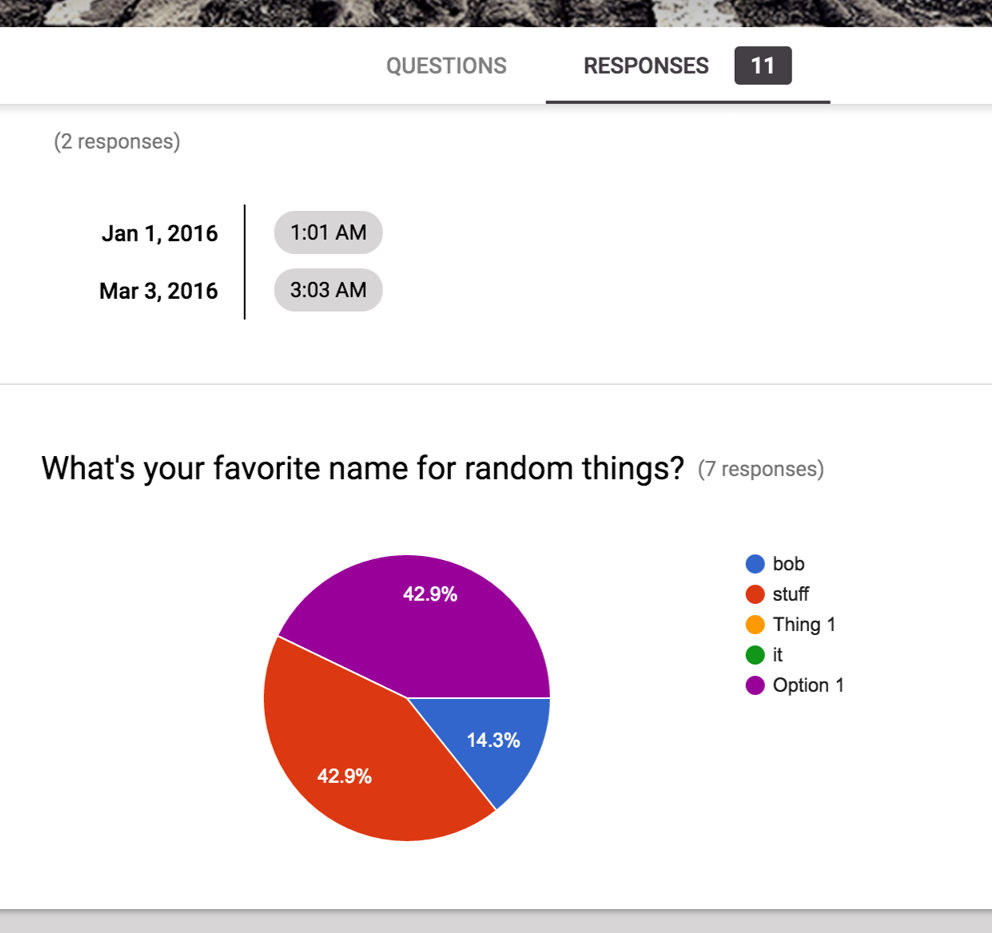 QUESTIONS RESPONSES 11
(2 responses)
Jan 1, 2016 1:01 AM
Mar 3, 2016 3:03 AM
What's your favorite name for random things? (7 responses)
42.9%
14.3%
42.9%
bob
stuff
Thing 1
it
Option 1